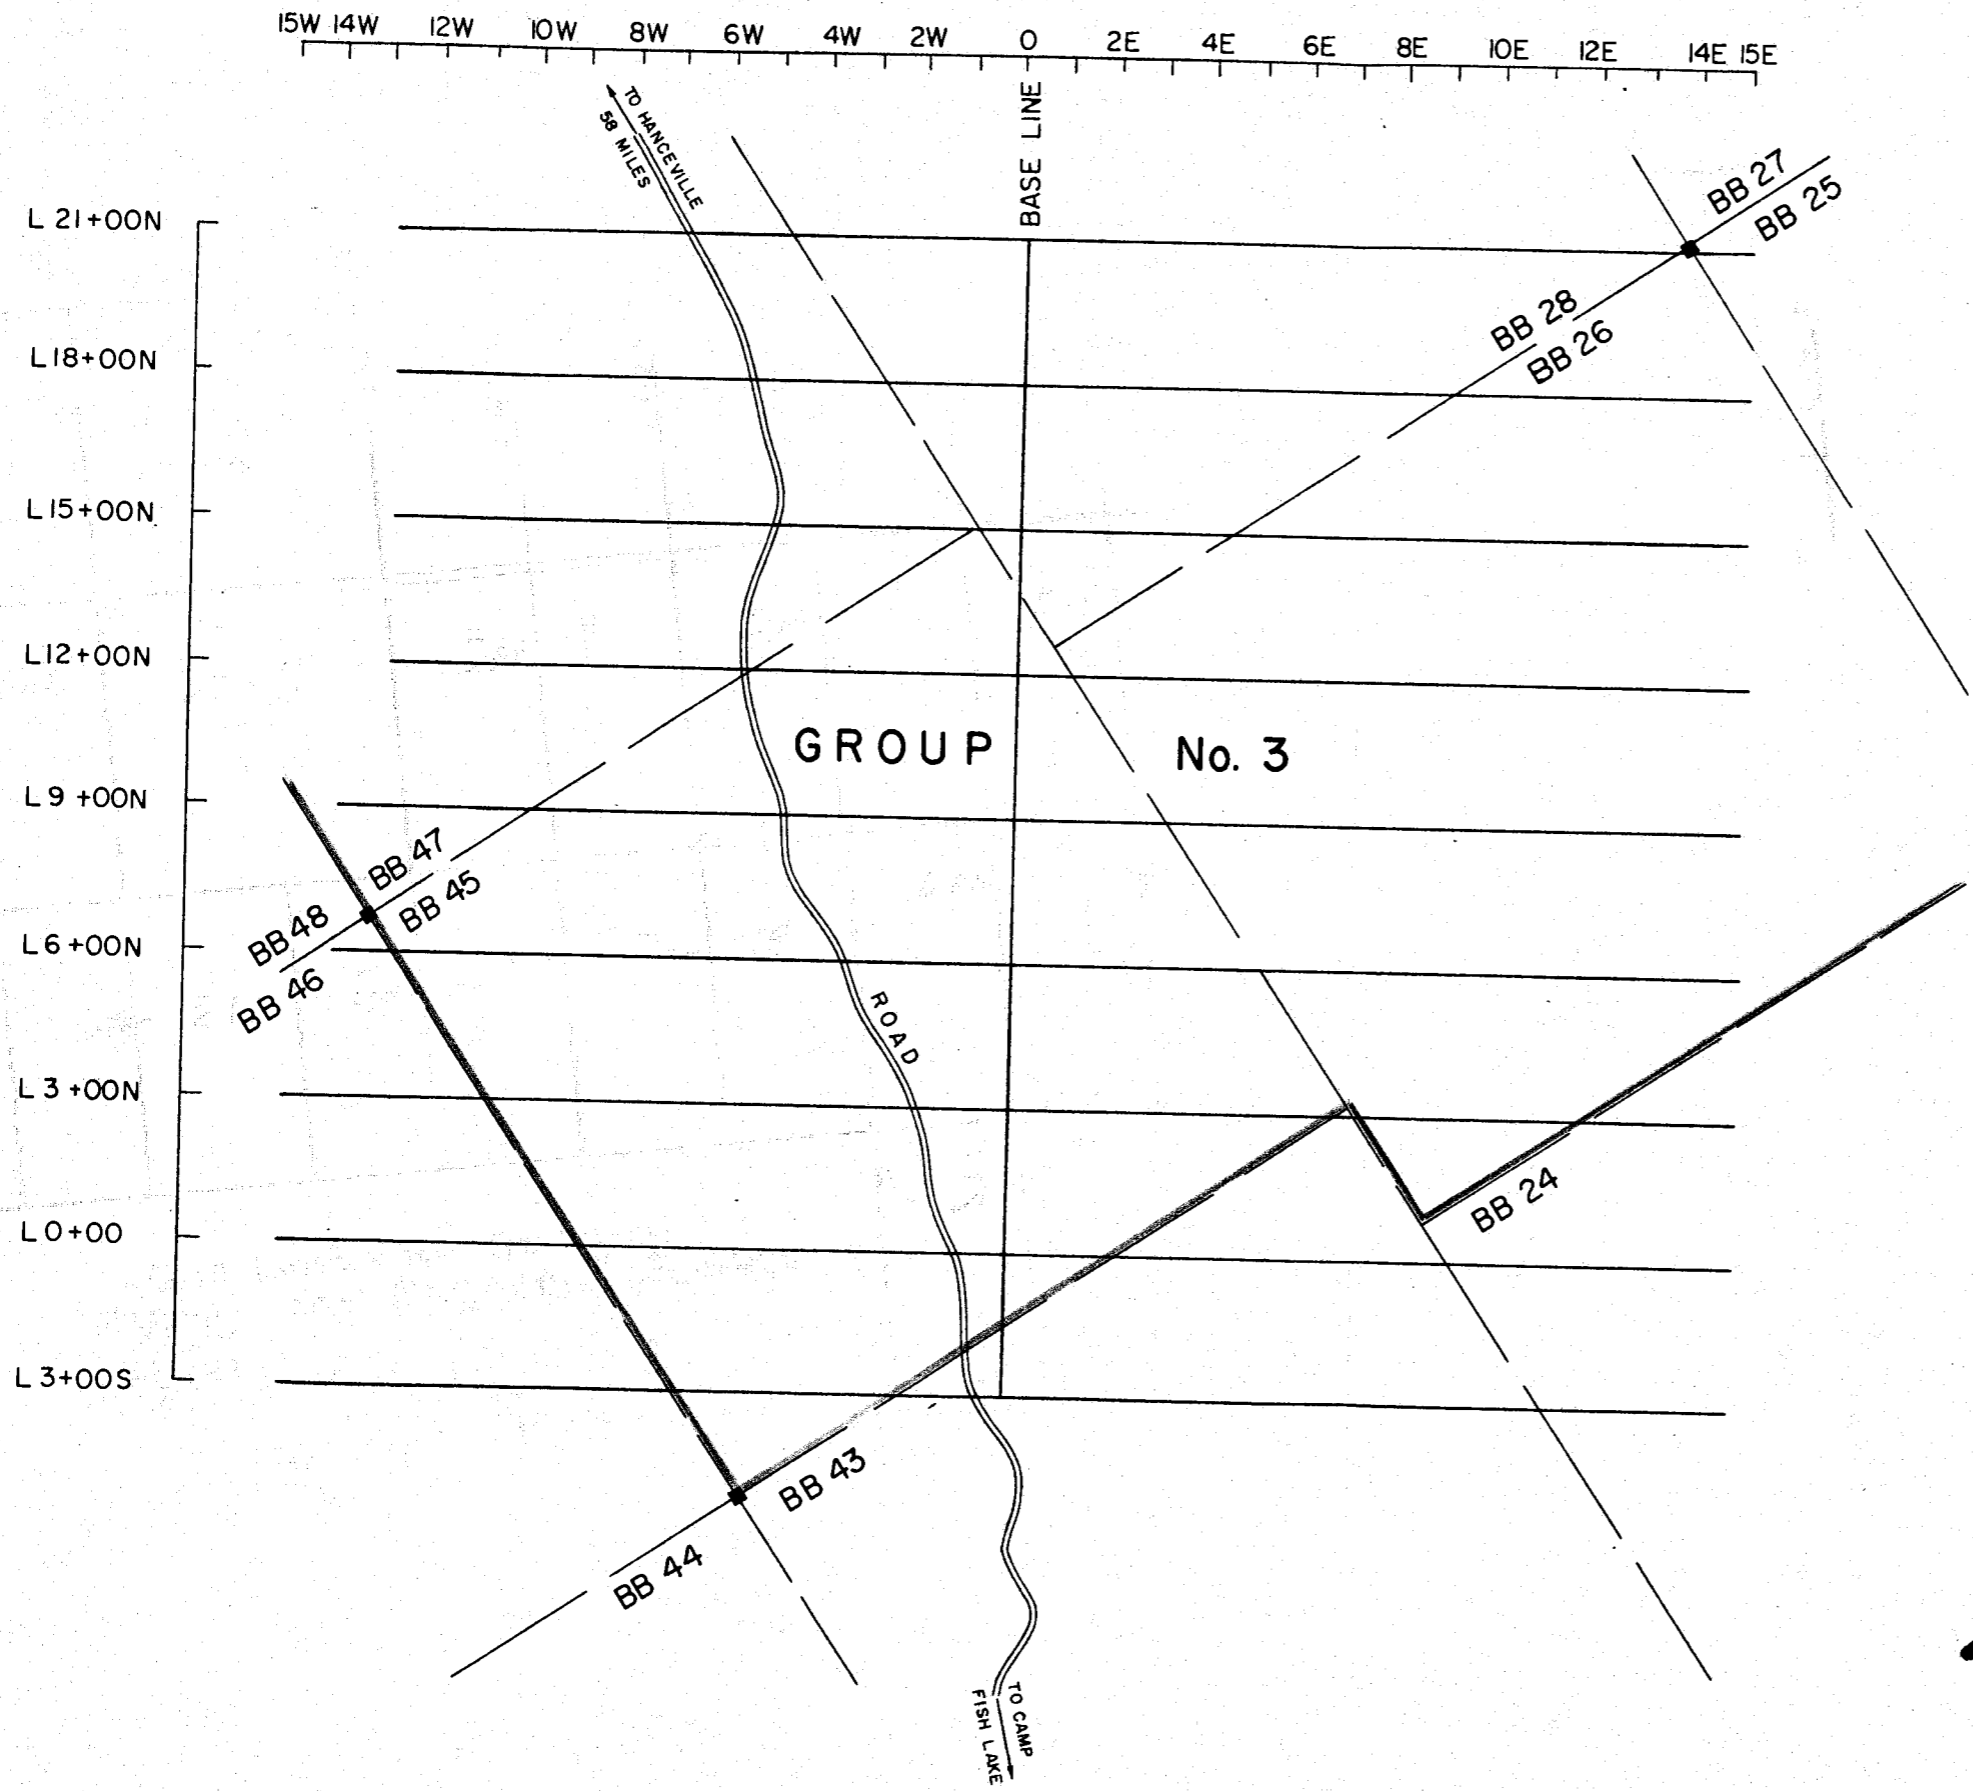 15W 14W 12W 10W 8W 6W 4W 2W 0 2E 4E 6E 8E 10E 12E 14E 15E
TO HANCEVILLE
58 MILES
BASE LINE
BB 27
BB 25
L 21+00N
BB 28
BB 26
L18+00N
L15+00N
L12+00N
GROUP No. 3
L 9 +00N
BB 47
BB 45
BB 48
BB 46
L 6+00N
ROAD
L 3 +00N
BB 24
L 0+00
L 3+00S
BB 43
BB 44
TO CAMP
FISH LAKE